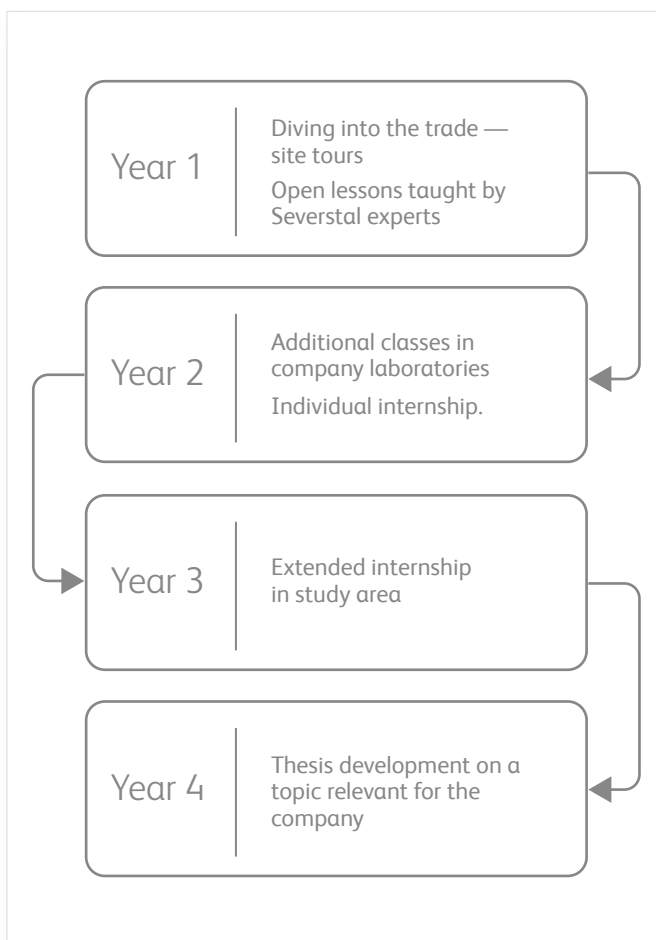 Year 1
Diving into the trade —
site tours
Open lessons taught by
Severstal experts
Year 2
Additional classes in
company laboratories
Individual internship.
Year 3
Extended internship
in study area
Year 4
Thesis development on a
topic relevant for the
company